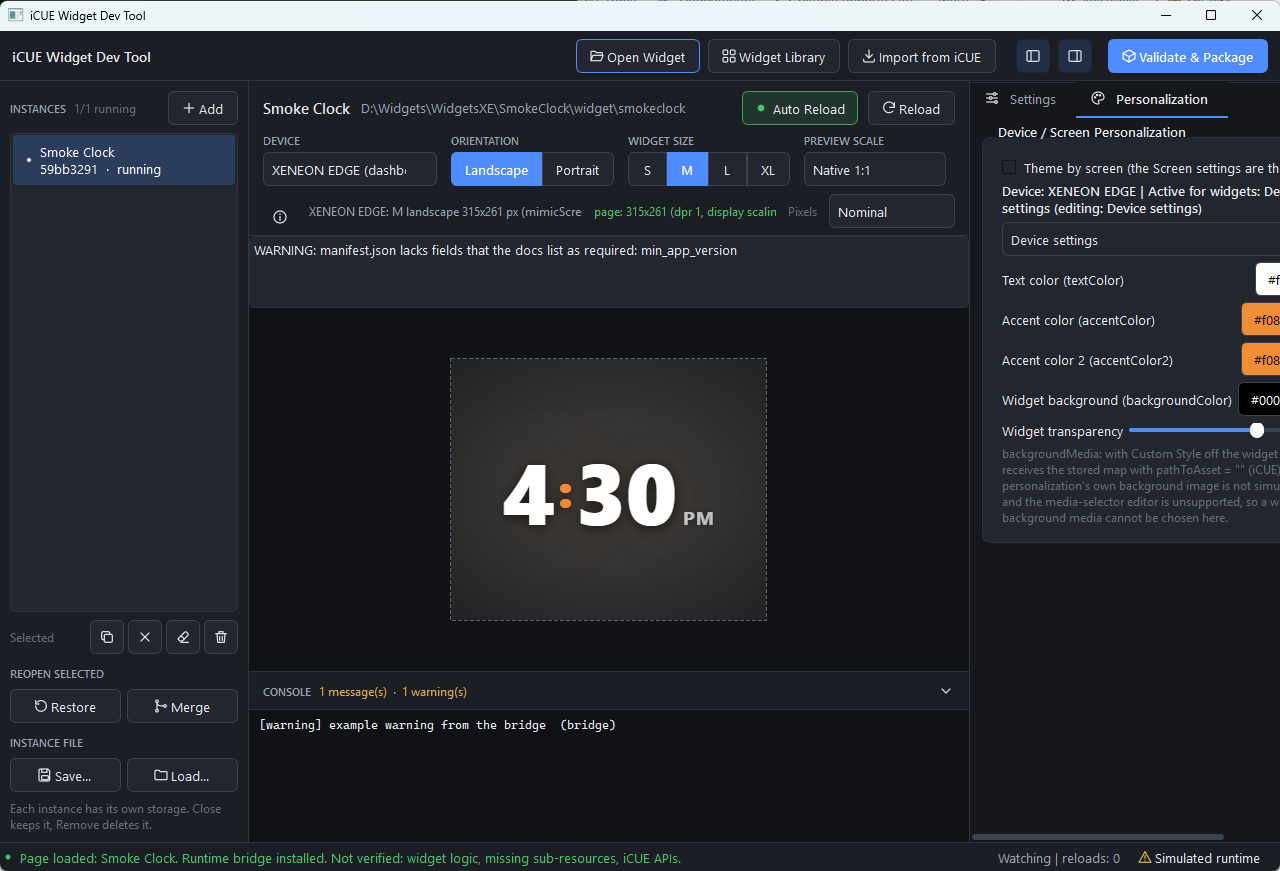 iCUE Widget Dev Tool
iCUE Widget Dev Tool
Open Widget
Widget Library
Import from iCUE
Validate & Package
INSTANCES 1/1 running
Add
Smoke Clock
59bb3291 · running
Selected
REOPEN SELECTED
Restore
Merge
INSTANCE FILE
Save...
Load...
Each instance has its own storage. Close
keeps it, Remove deletes it.
Smoke Clock D:\Widgets\WidgetsXE\SmokeClock\widget\smokeclock
Auto Reload
Reload
DEVICE
ORIENTATION
WIDGET SIZE
PREVIEW SCALE
XENEON EDGE (dashb
Landscape
Portrait
S
M
L
XL
Native 1:1
XENEON EDGE: M landscape 315x261 px (mimicScre
page: 315x261 (dpr 1, display scalin
Pixels
Nominal
WARNING: manifest.json lacks fields that the docs list as required: min_app_version
4:30 PM
CONSOLE 1 message(s) · 1 warning(s)
[warning] example warning from the bridge (bridge)
Settings
Personalization
Device / Screen Personalization
Theme by screen (the Screen settings are th
Device: XENEON EDGE | Active for widgets: De
settings (editing: Device settings)
Device settings
Text color (textColor) #f
Accent color (accentColor) #f08
Accent color 2 (accentColor2) #f08
Widget background (backgroundColor) #000
Widget transparency
backgroundMedia: with Custom Style off the widget
receives the stored map with pathToAsset = "" (iCUE)
personalization's own background image is not simu
and the media-selector editor is unsupported, so a w
background media cannot be chosen here.
Page loaded: Smoke Clock. Runtime bridge installed. Not verified: widget logic, missing sub-resources, iCUE APIs.
Watching | reloads: 0
Simulated runtime